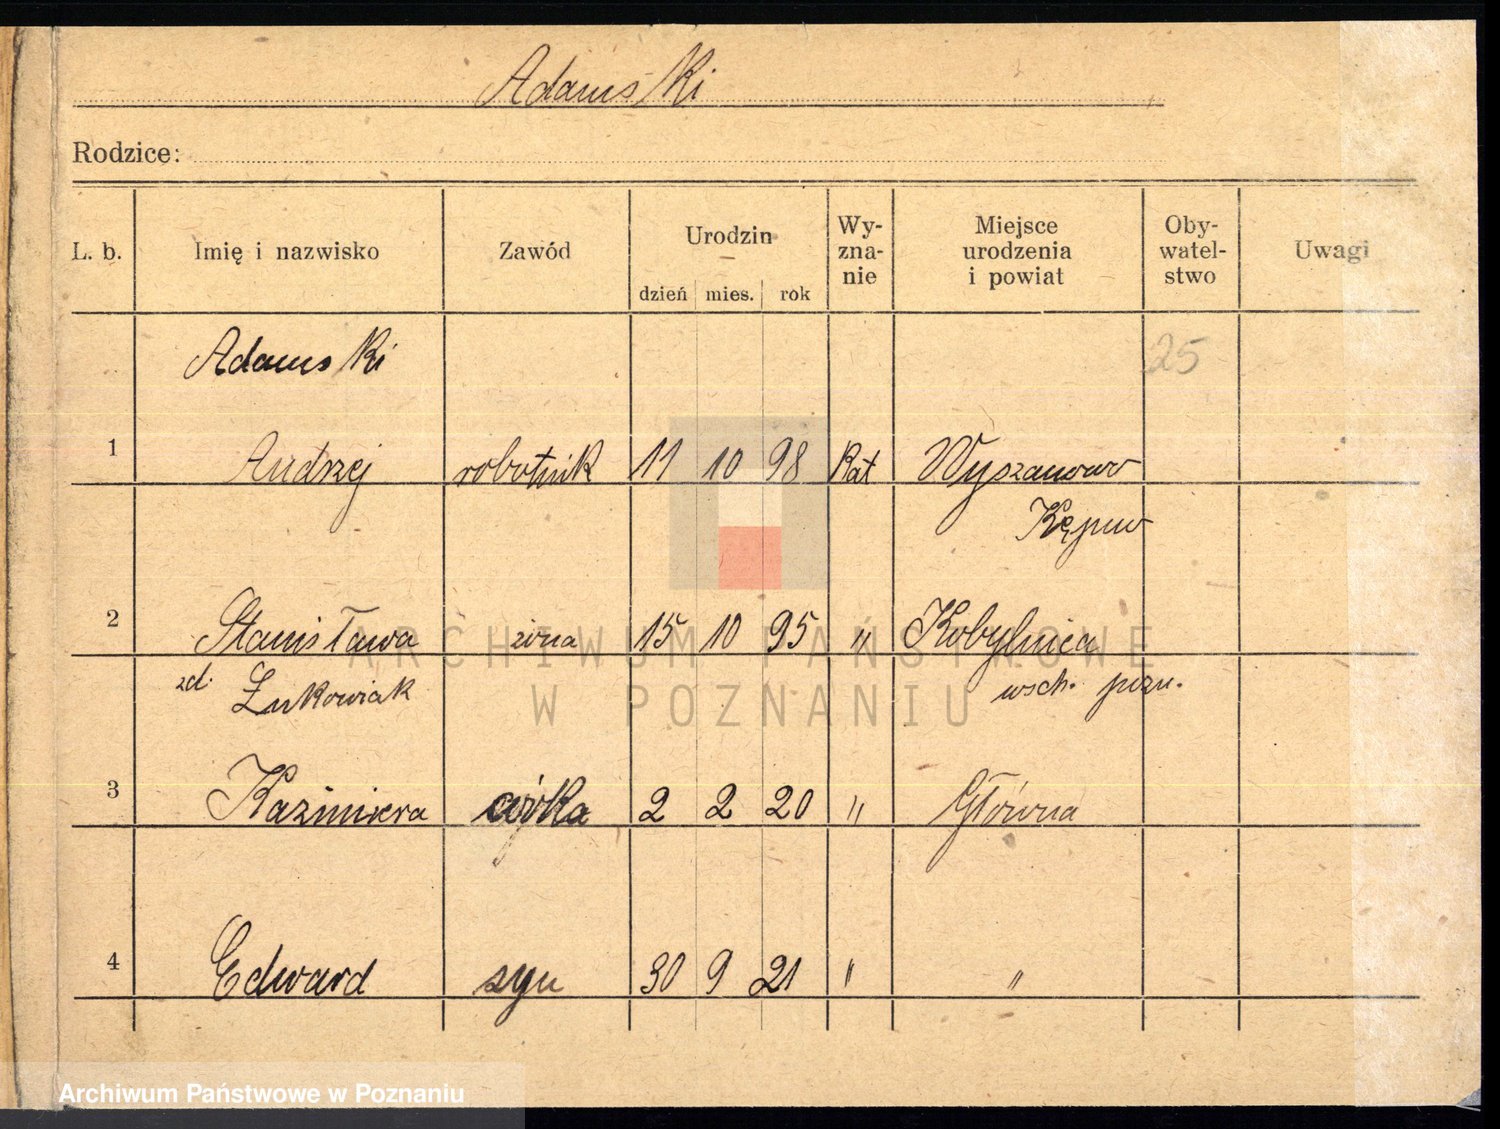 Adamski
Rodzice:
L. b. Imię i nazwisko Zawód Urodzin dzień mies. rok Wy-zna-nie Miejsce urodzenia i powiat Oby-watel-stwo Uwagi
Adamski 25
1 Andrzej robotnik 11 10 98 Kat Wyszanowo
Kępno
2 Stanisława żona 15 10 95 " Kobylnica
zd. Łukowiak wsch. pozn.
3 Kazimiera córka 2 2 20 " Główna
4 Edward syn 30 9 21 " "
ARCHIWUM PAŃSTWOWE
W POZNANIU
Archiwum Państwowe w Poznaniu